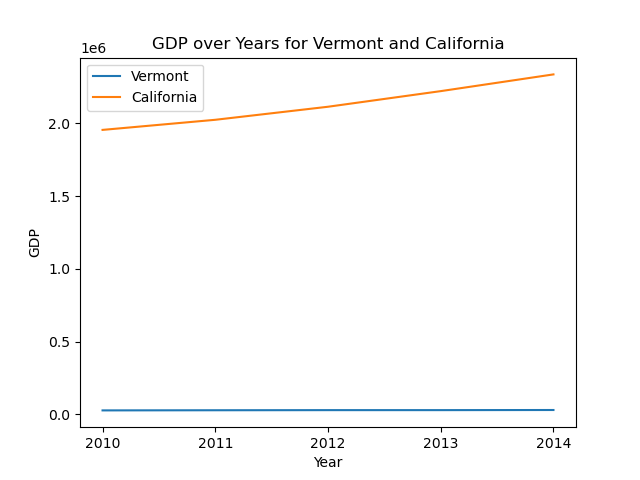 GDP over Years for Vermont and California
1e6
Vermont
California
2.0
1.5
1.0
0.5
0.0
GDP
2010 2011 2012 2013 2014
Year